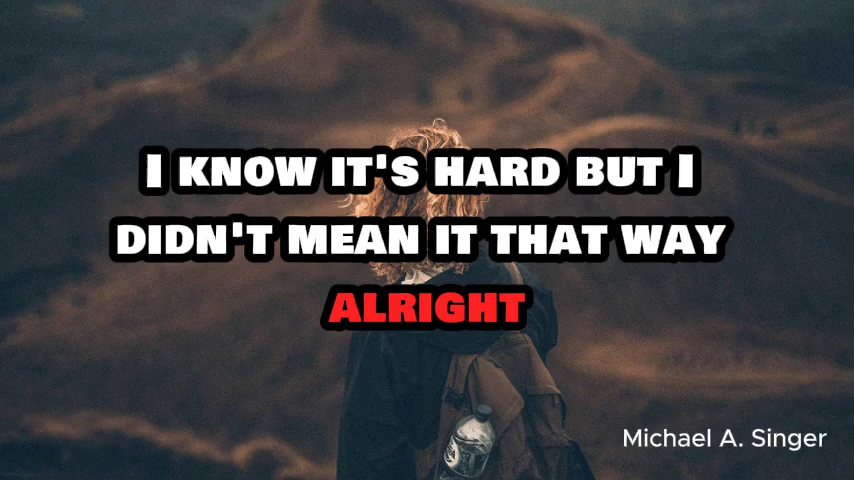 I KNOW IT'S HARD BUT I
DIDN'T MEAN IT THAT WAY
ALRIGHT
Michael A. Singer